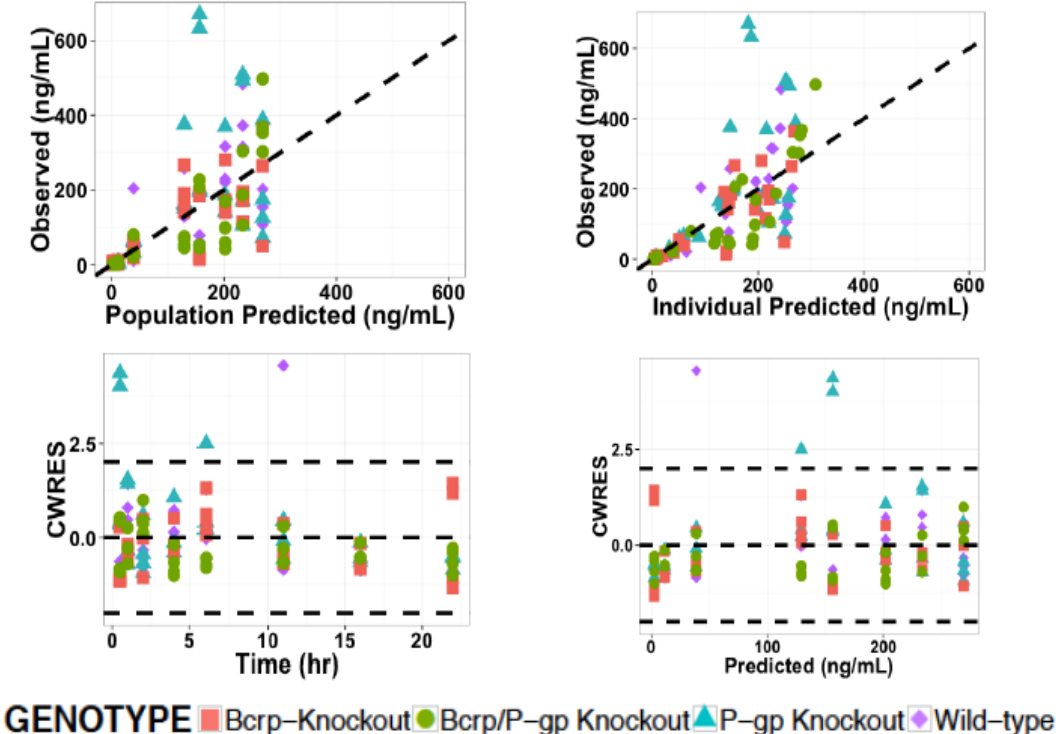 600
400
200
0
Observed (ng/mL)
0 200 400 600
Population Predicted (ng/mL)
600
400
200
0
Observed (ng/mL)
0 200 400 600
Individual Predicted (ng/mL)
2.5
0.0
CWRES
0 5 10 15 20
Time (hr)
2.5
0.0
CWRES
0 100 200
Predicted (ng/mL)
GENOTYPE Bcrp-Knockout Bcrp/P-gp Knockout P-gp Knockout Wild-type